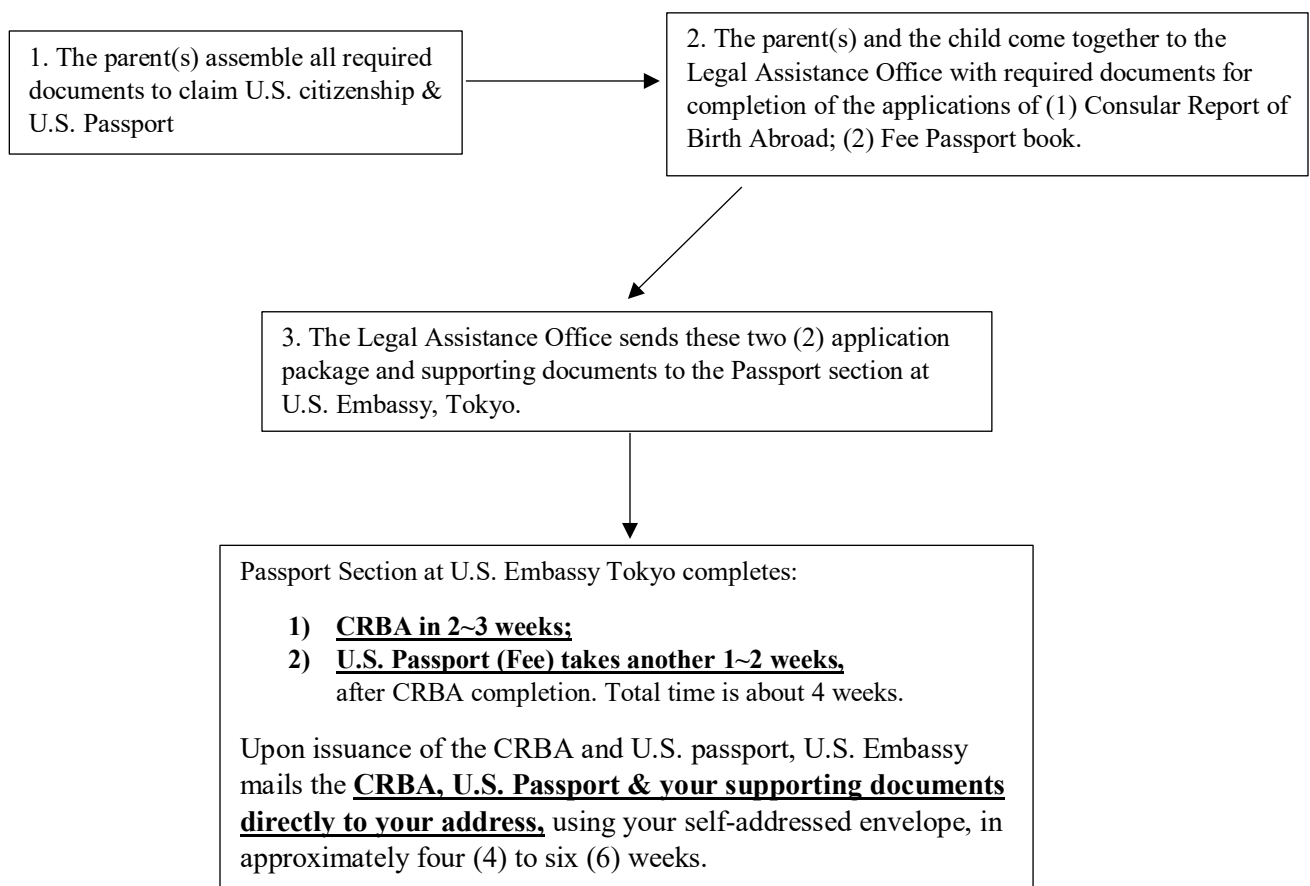 1. The parent(s) assemble all required
documents to claim U.S. citizenship &
U.S. Passport
2. The parent(s) and the child come together to the
Legal Assistance Office with required documents for
completion of the applications of (1) Consular Report of
Birth Abroad; (2) Fee Passport book.
3. The Legal Assistance Office sends these two (2) application
package and supporting documents to the Passport section at
U.S. Embassy, Tokyo.
Passport Section at U.S. Embassy Tokyo completes:
1) CRBA in 2~3 weeks;
2) U.S. Passport (Fee) takes another 1~2 weeks,
after CRBA completion. Total time is about 4 weeks.
Upon issuance of the CRBA and U.S. passport, U.S. Embassy
mails the CRBA, U.S. Passport & your supporting documents
directly to your address, using your self-addressed envelope, in
approximately four (4) to six (6) weeks.